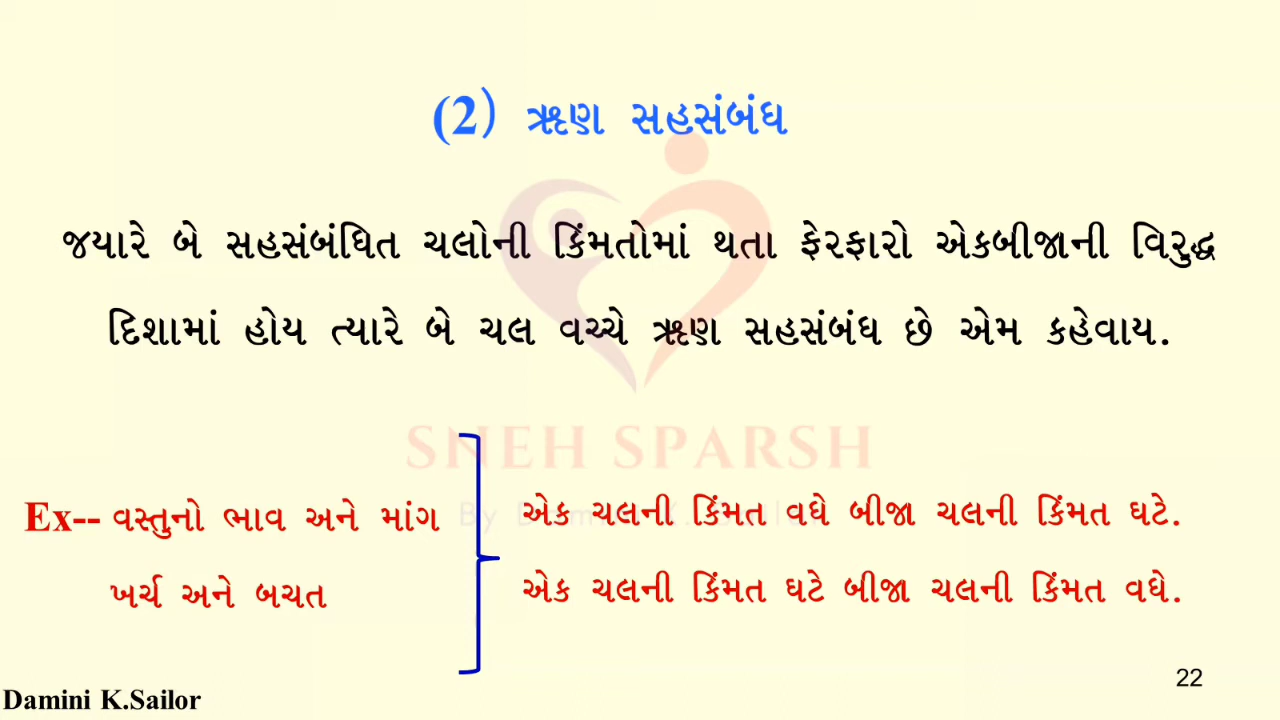 (2) ઋણ સહસંબંધ
જયારે બે સહસંબંધિત ચલોની કિંમતોમાં થતા ફેરફારો એકબીજાની વિરુદ્ધ
દિશામાં હોય ત્યારે બે ચલ વચ્ચે ઋણ સહસંબંધ છે એમ કહેવાય.
SNEH SPARSH
Ex-- વસ્તુનો ભાવ અને માંગ
એક ચલની કિંમત વધે બીજા ચલની કિંમત ઘટે.
ખર્ચ અને બચત
એક ચલની કિંમત ઘટે બીજા ચલની કિંમત વધે.
Damini K.Sailor
22